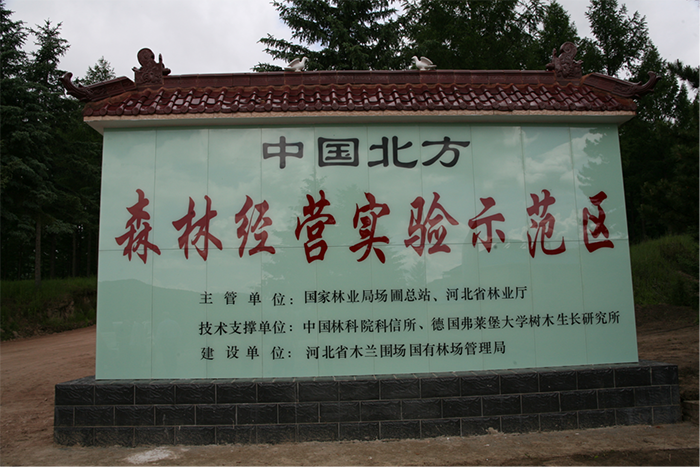 中国北方
森林经营实验示范区
主管单位：国家林业局场圃总站、河北省林业厅
技术支撑单位：中国林科院科信所、德国弗莱堡大学树木生长研究所
建设单位：河北省木兰围场国有林场管理局